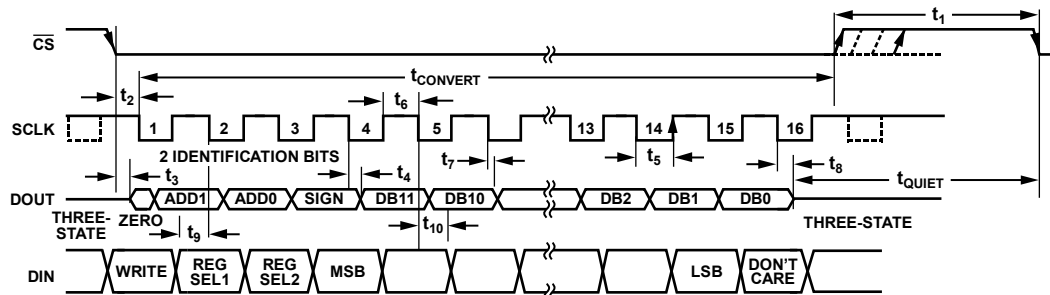 CS
t1
tCONVERT
t2
t6
SCLK
1 2 3 4 5 13 14 15 16
2 IDENTIFICATION BITS
t3
t4
t7
t5
t8
tQUIET
DOUT
ADD1 ADD0 SIGN DB11 DB10 DB2 DB1 DB0
THREE-
STATE
ZERO
THREE-STATE
t9
t10
DIN
WRITE
REG
SEL1
REG
SEL2
MSB
LSB
DON'T
CARE